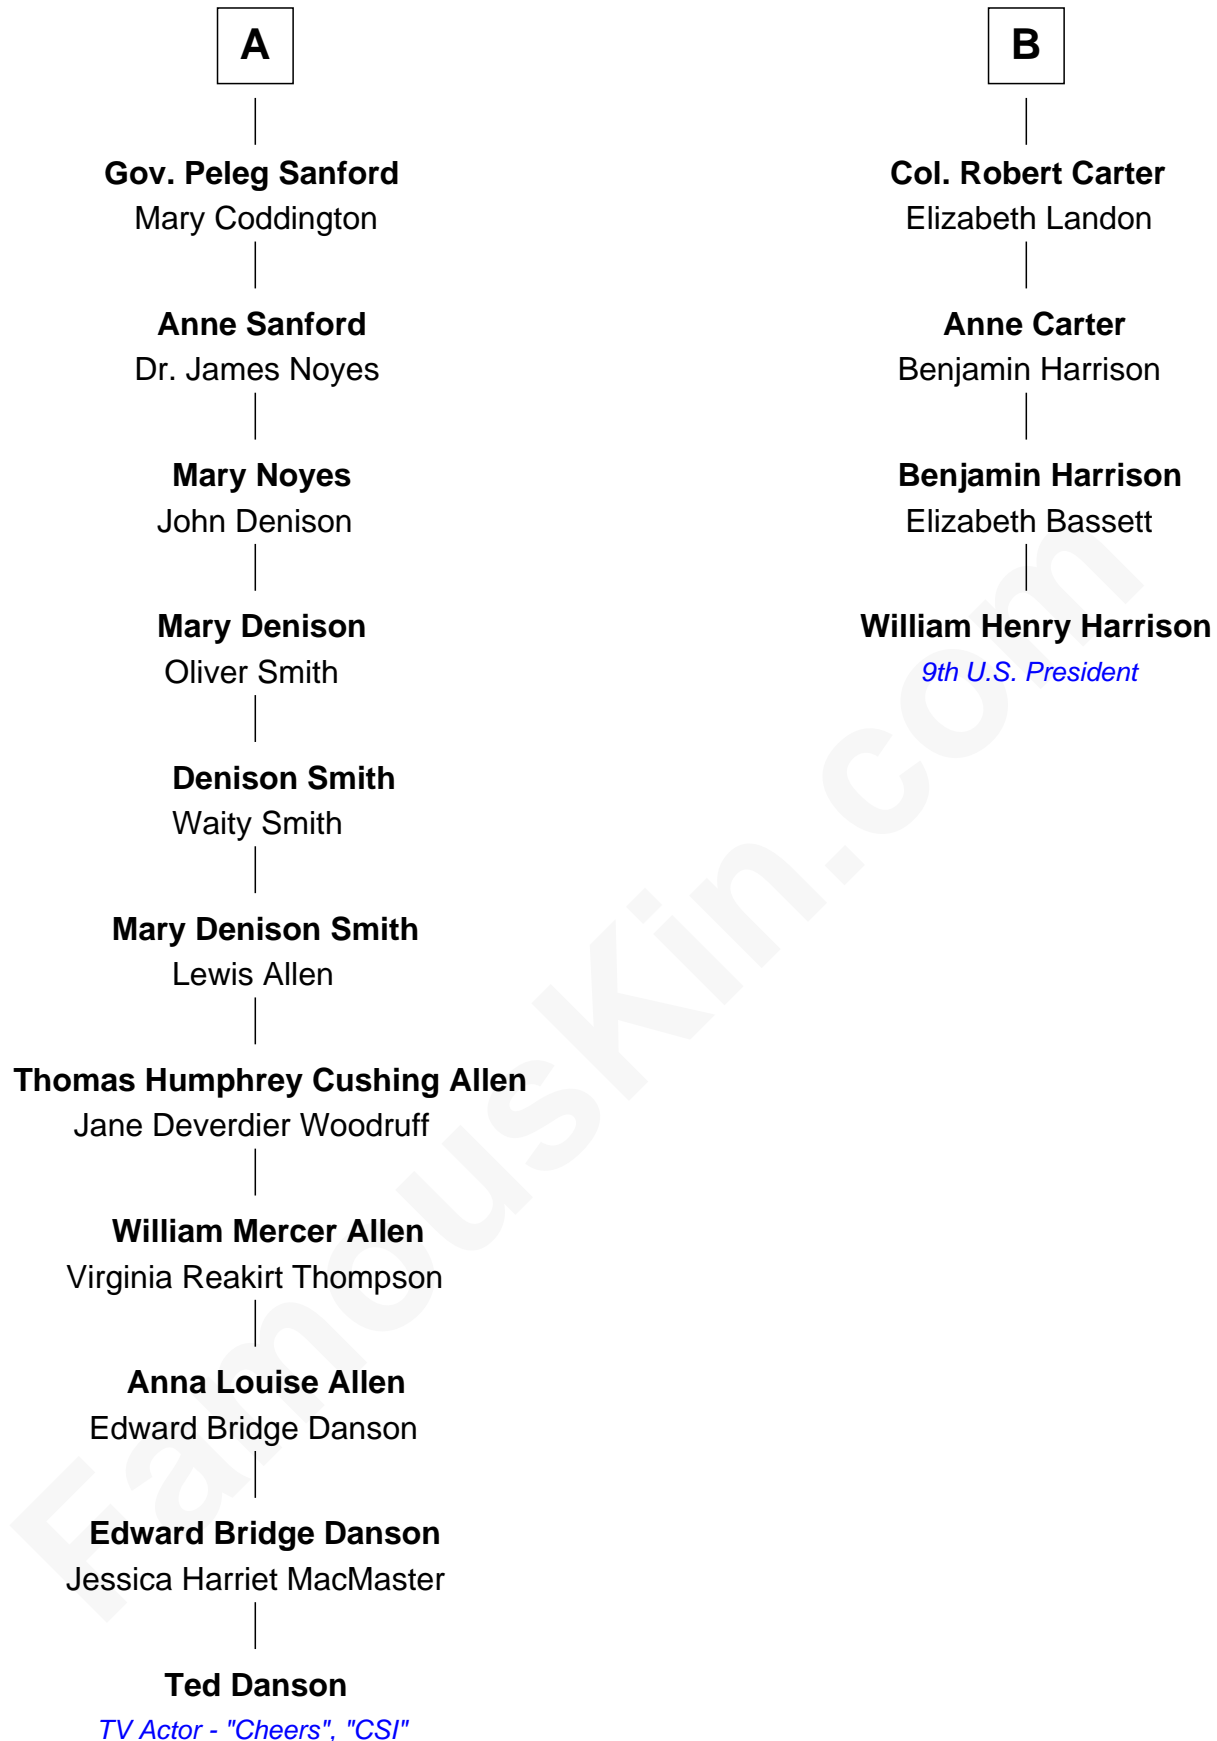 A
Gov. Peleg Sanford
Mary Coddington
Anne Sanford
Dr. James Noyes
Mary Noyes
John Denison
Mary Denison
Oliver Smith
Denison Smith
Waity Smith
Mary Denison Smith
Lewis Allen
Thomas Humphrey Cushing Allen
Jane Deverdier Woodruff
William Mercer Allen
Virginia Reakirt Thompson
Anna Louise Allen
Edward Bridge Danson
Edward Bridge Danson
Jessica Harriet MacMaster
Ted Danson
TV Actor - "Cheers", "CSI"
B
Col. Robert Carter
Elizabeth Landon
Anne Carter
Benjamin Harrison
Benjamin Harrison
Elizabeth Bassett
William Henry Harrison
9th U.S. President
FamousKin.com